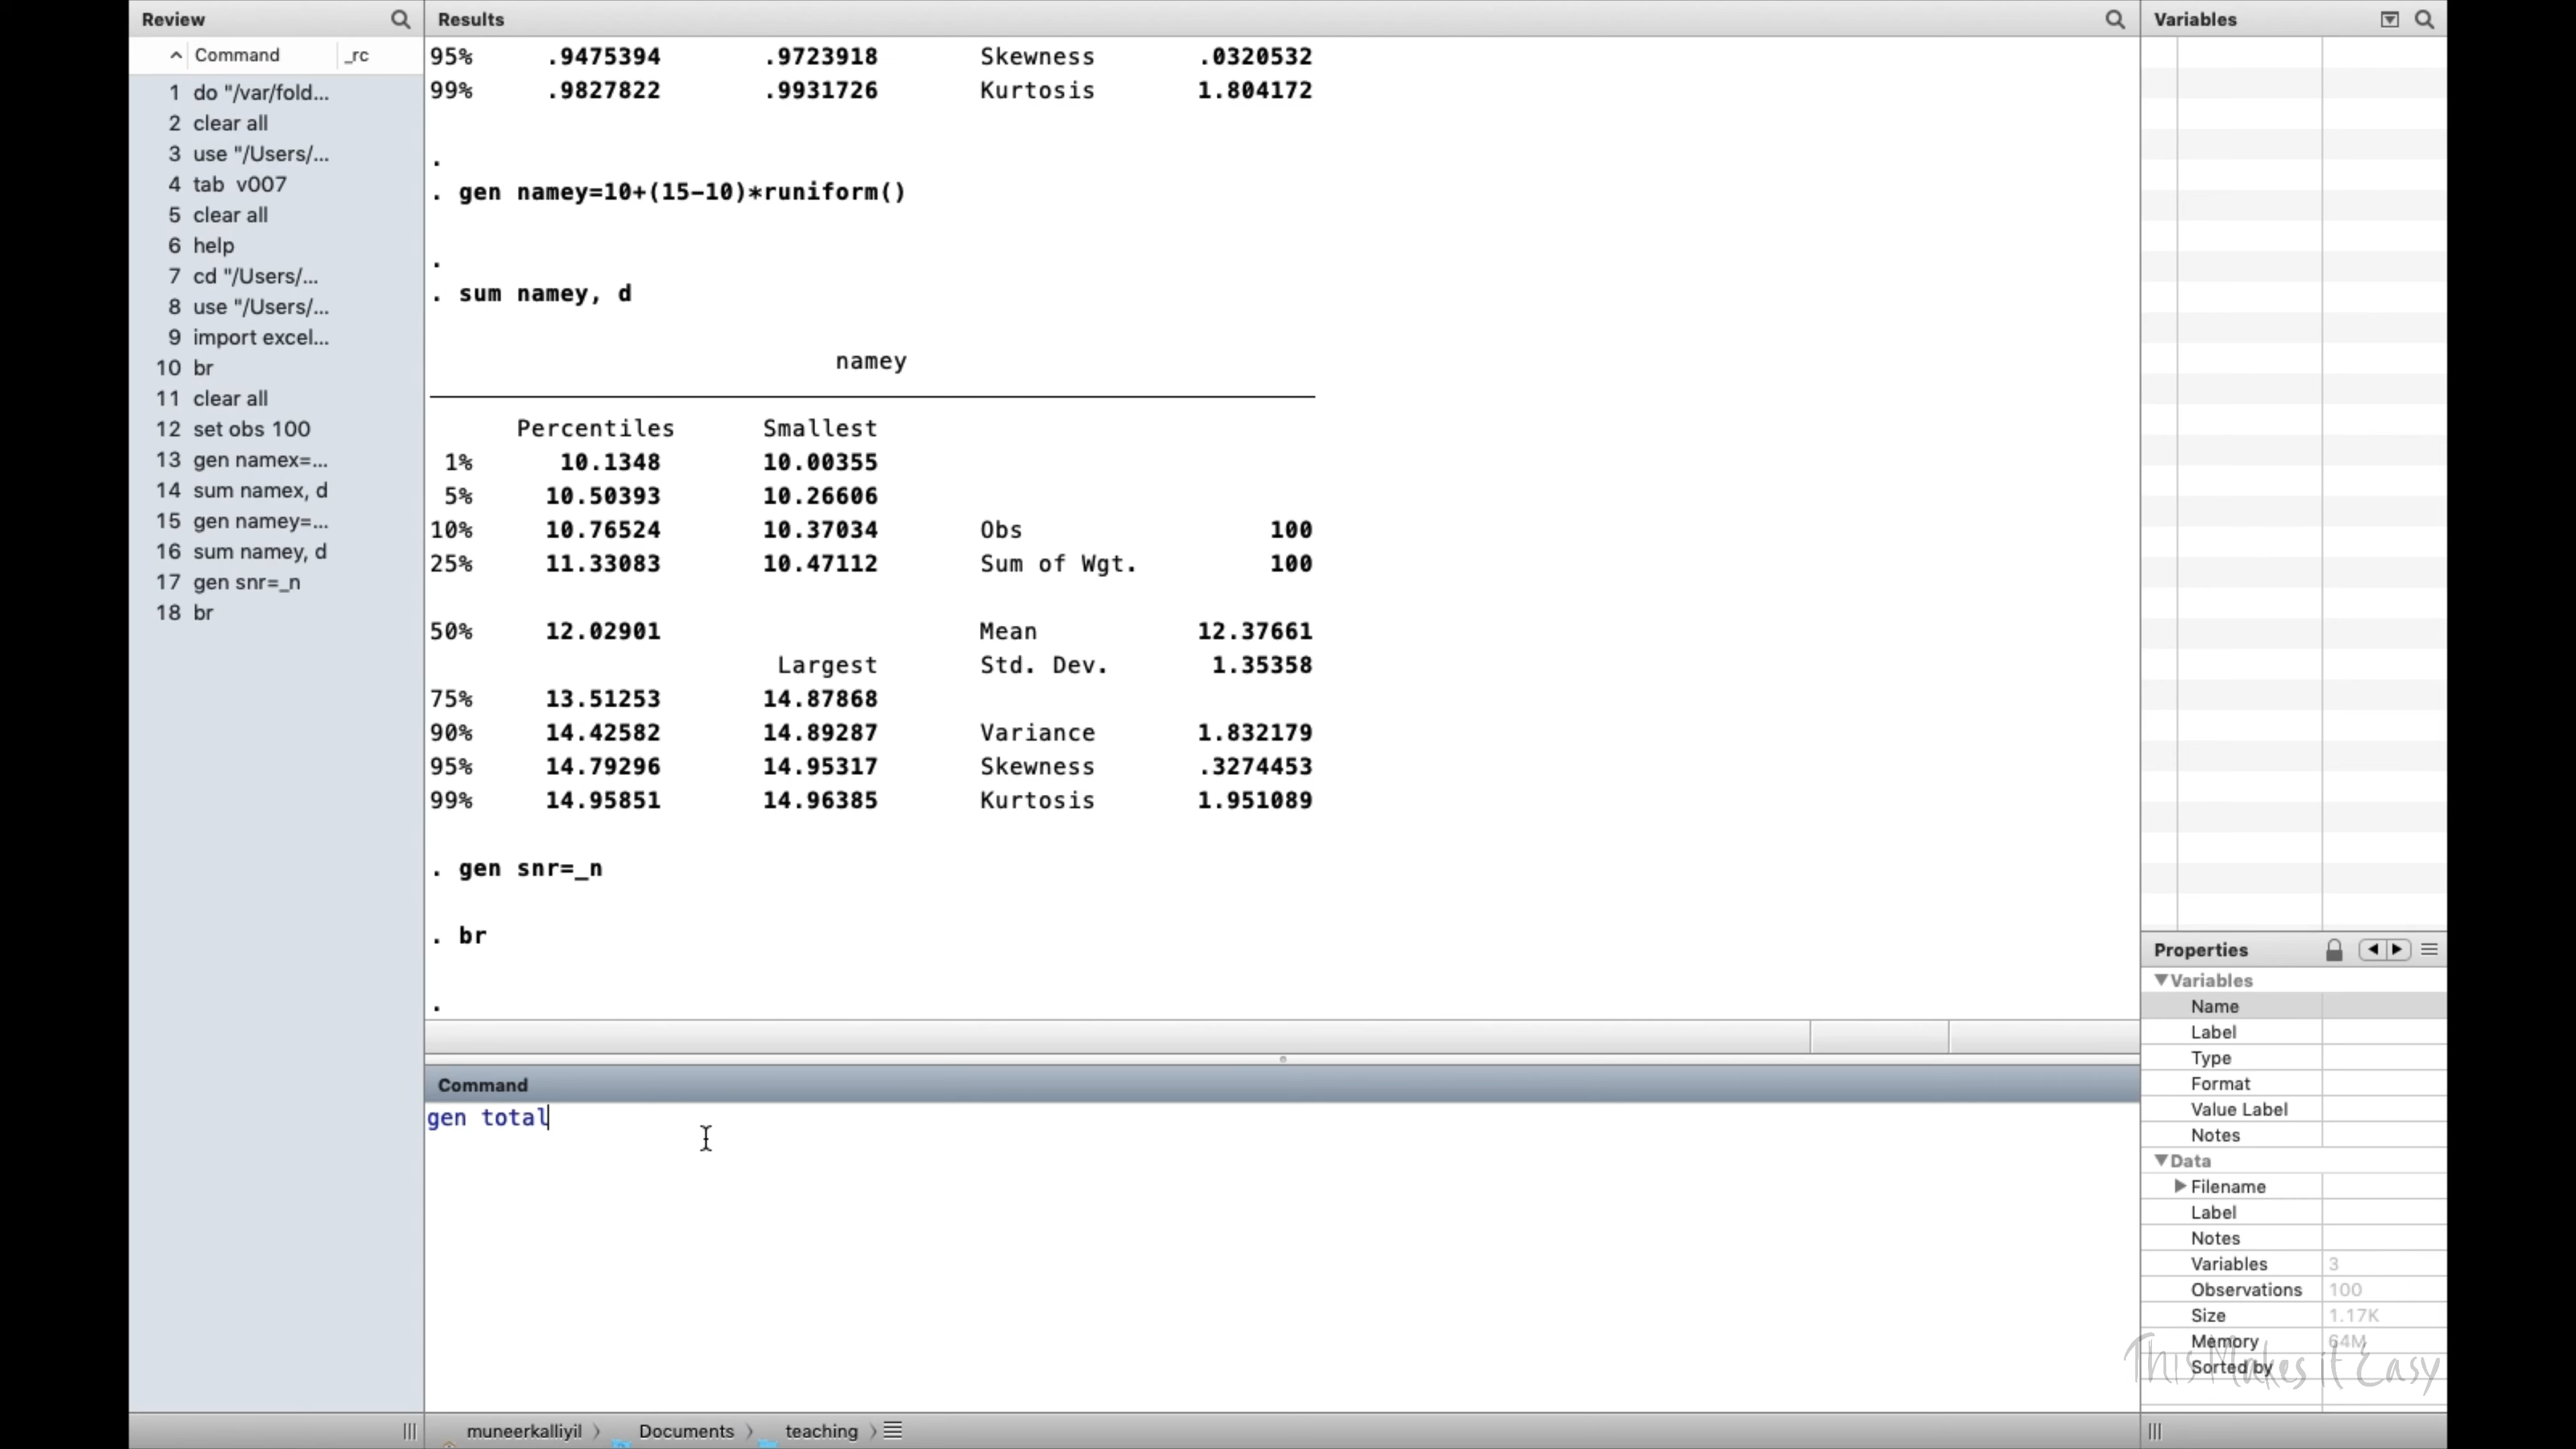 Review
Command _rc
1 do "/var/fold...
2 clear all
3 use "/Users/...
4 tab v007
5 clear all
6 help
7 cd "/Users/...
8 use "/Users/...
9 import excel...
10 br
11 clear all
12 set obs 100
13 gen namex=...
14 sum namex, d
15 gen namey=...
16 sum namey, d
17 gen snr=_n
18 br
Results
95% .9475394 .9723918 Skewness .0320532
99% .9827822 .9931726 Kurtosis 1.804172
.
. gen namey=10+(15-10)*runiform()
.
. sum namey, d
namey
Percentiles Smallest
1% 10.1348 10.00355
5% 10.50393 10.26606
10% 10.76524 10.37034 Obs 100
25% 11.33083 10.47112 Sum of Wgt. 100
50% 12.02901 Mean 12.37661
Largest Std. Dev. 1.35358
75% 13.51253 14.87868
90% 14.42582 14.89287 Variance 1.832179
95% 14.79296 14.95317 Skewness .3274453
99% 14.95851 14.96385 Kurtosis 1.951089
. gen snr=_n
. br
.
Command
gen total
muneerkalliyil 〉 Documents 〉 teaching 〉
Variables
Properties
Variables
Name
Label
Type
Format
Value Label
Notes
Data
Filename
Label
Notes
Variables 3
Observations 100
Size 1.17K
Memory 64M
Sorted by
This Makes it Easy